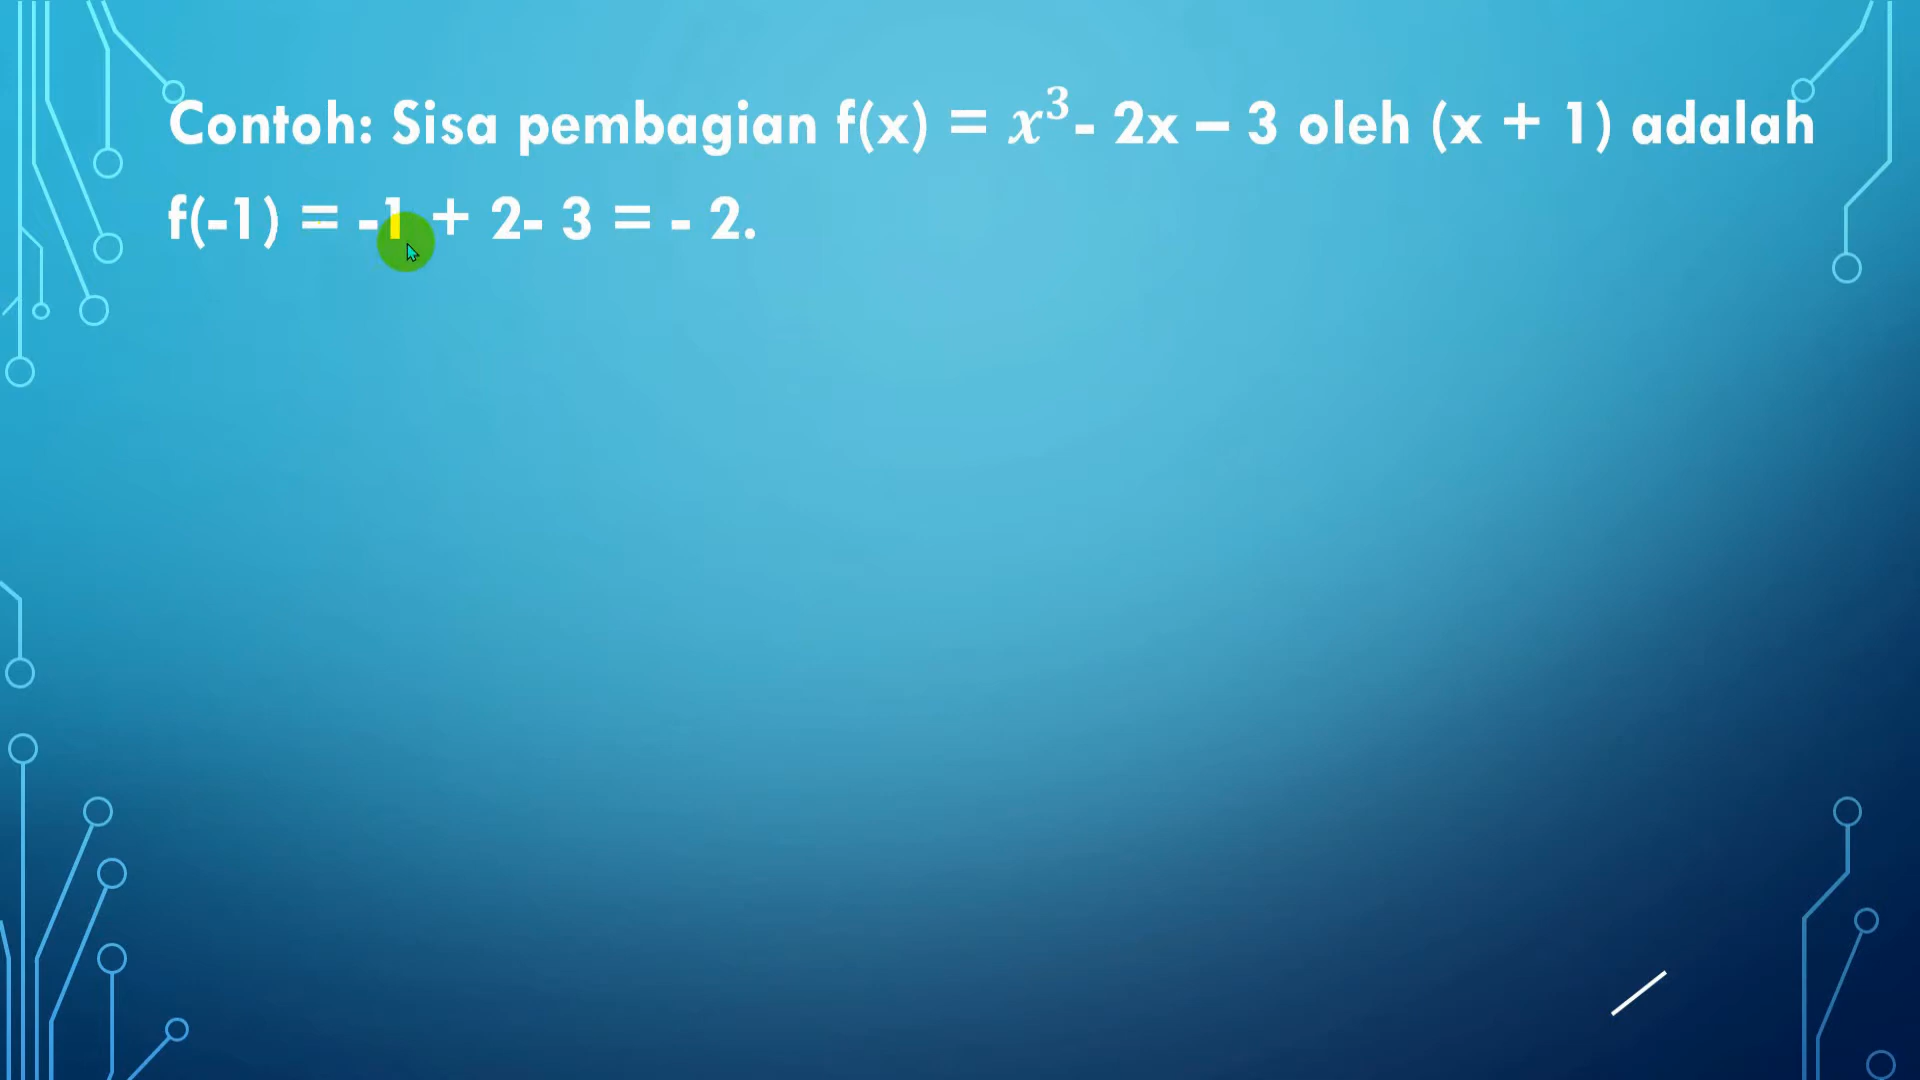 Contoh: Sisa pembagian f(x) = x³- 2x – 3 oleh (x + 1) adalah
f(-1) = -1 + 2- 3 = - 2.